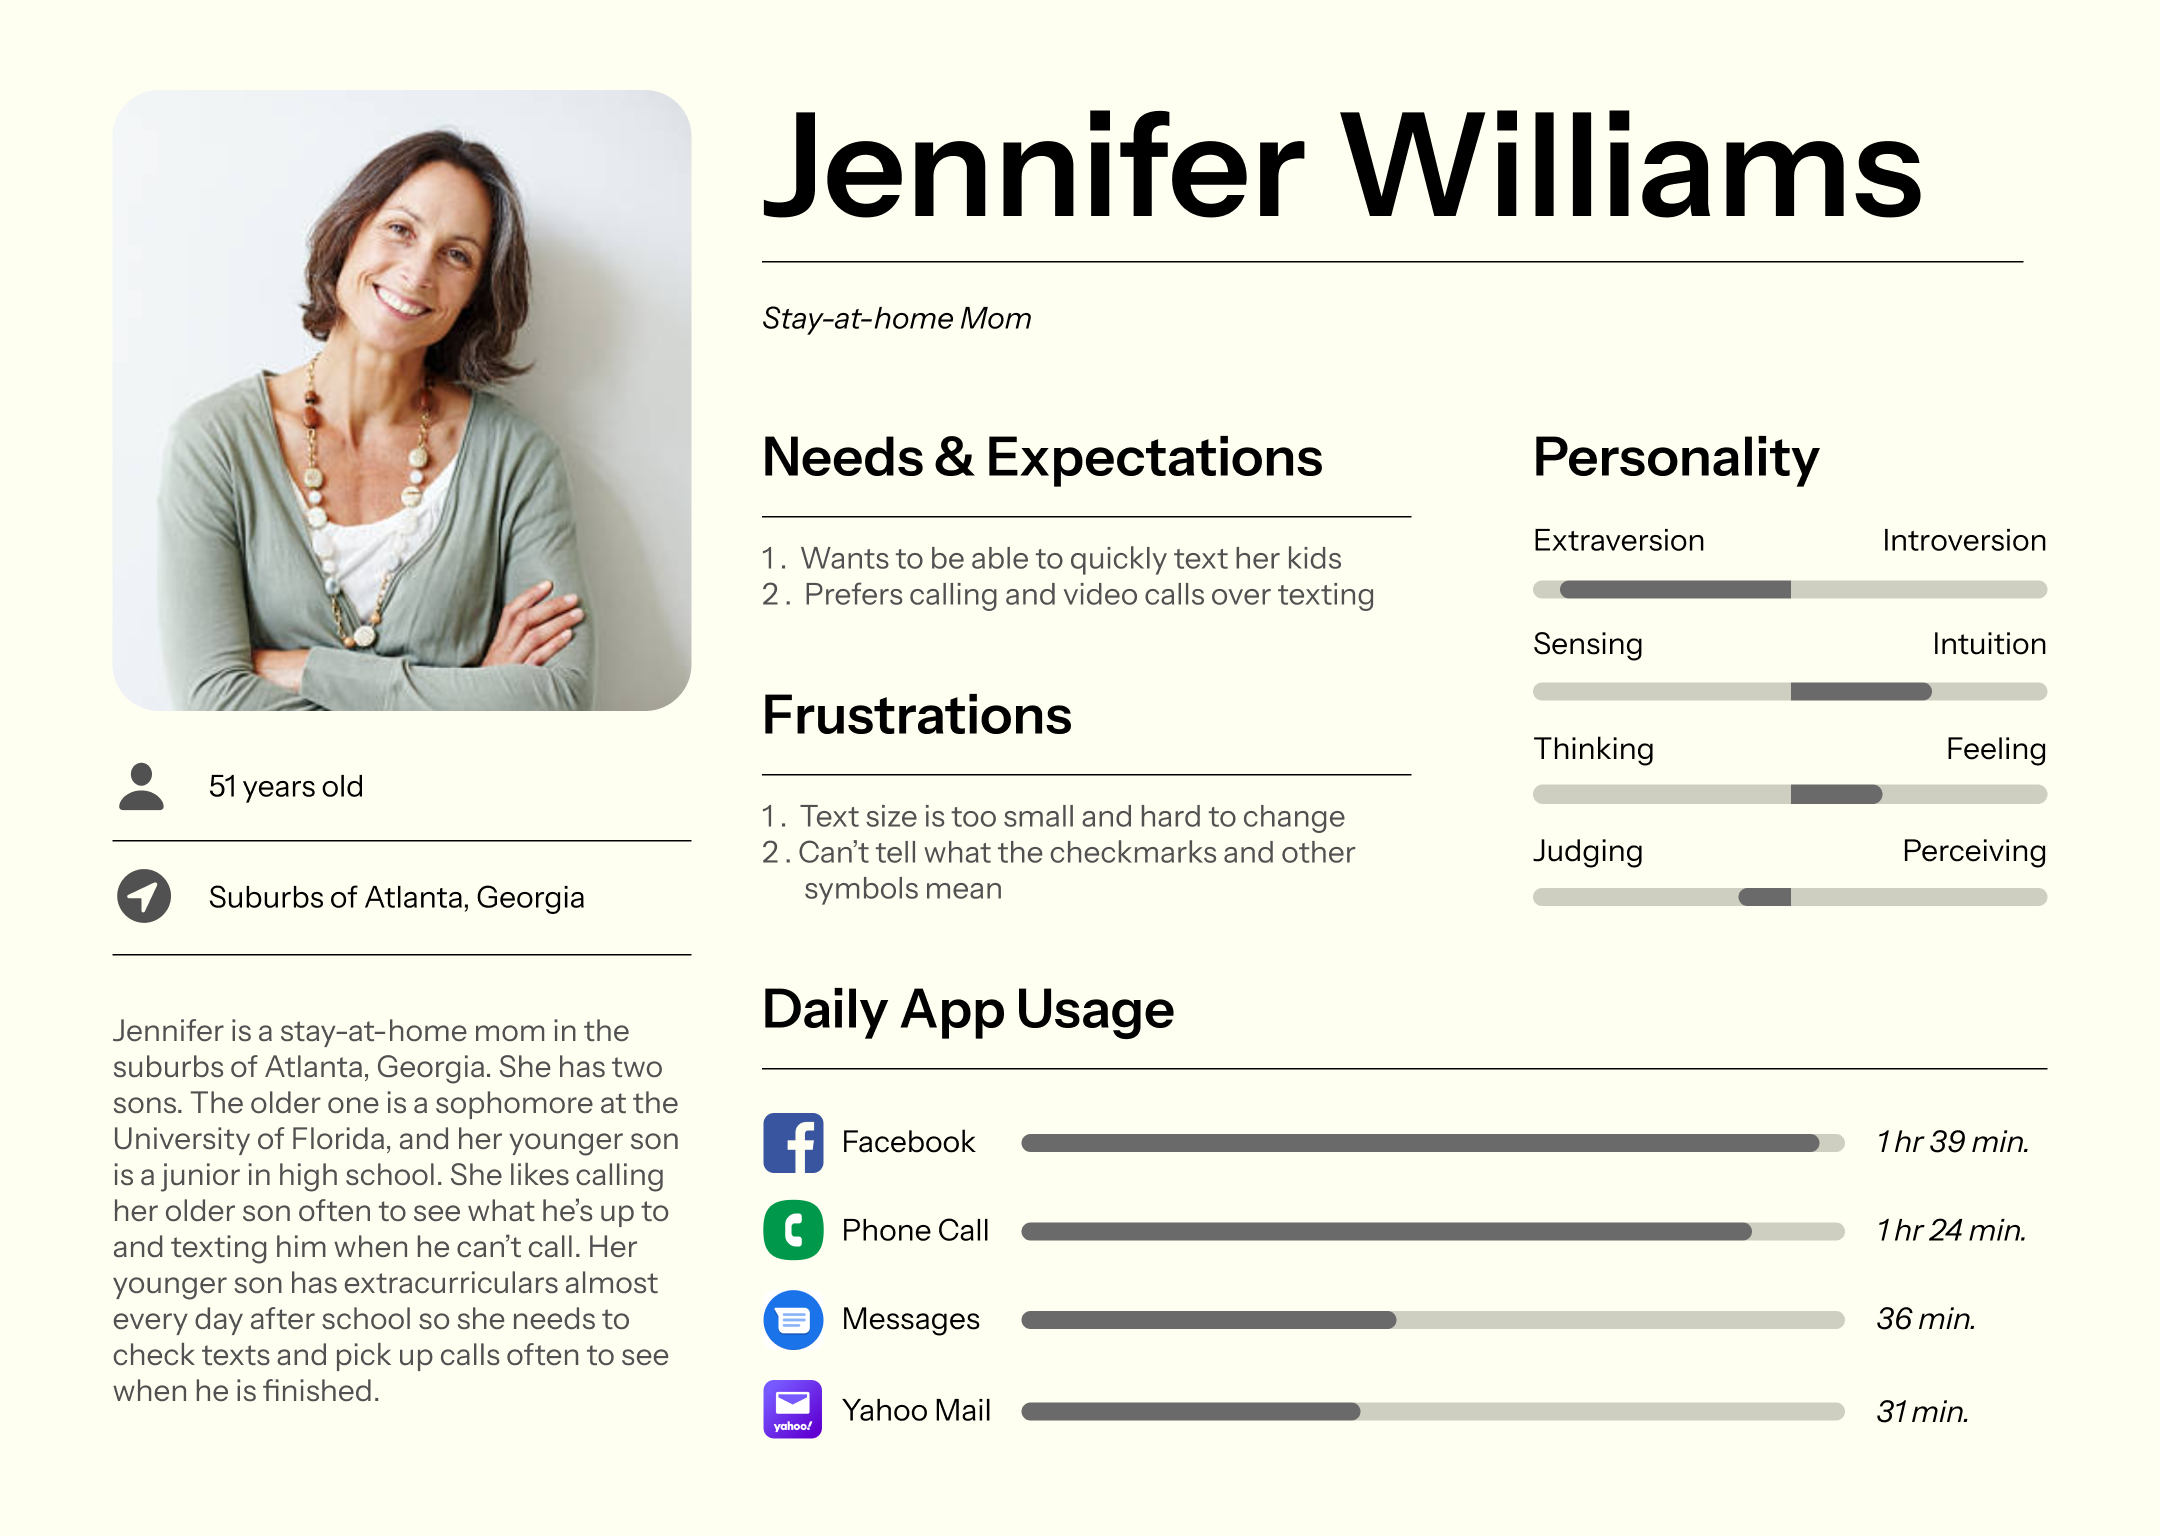 Jennifer Williams
Stay-at-home Mom
51 years old
Suburbs of Atlanta, Georgia
Jennifer is a stay-at-home mom in the
suburbs of Atlanta, Georgia. She has two
sons. The older one is a sophomore at the
University of Florida, and her younger son
is a junior in high school. She likes calling
her older son often to see what he’s up to
and texting him when he can’t call. Her
younger son has extracurriculars almost
every day after school so she needs to
check texts and pick up calls often to see
when he is finished.
Needs & Expectations
1. Wants to be able to quickly text her kids
2. Prefers calling and video calls over texting
Frustrations
1. Text size is too small and hard to change
2. Can’t tell what the checkmarks and other
symbols mean
Personality
Extraversion Introversion
Sensing Intuition
Thinking Feeling
Judging Perceiving
Daily App Usage
Facebook 1 hr 39 min.
Phone Call 1 hr 24 min.
Messages 36 min.
yahoo! Yahoo Mail 31 min.